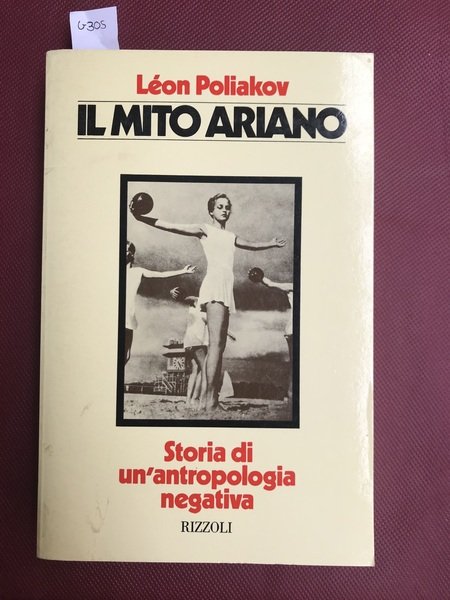 G305
Léon Poliakov
IL MITO ARIANO
Storia di
un'antropologia
negativa
RIZZOLI